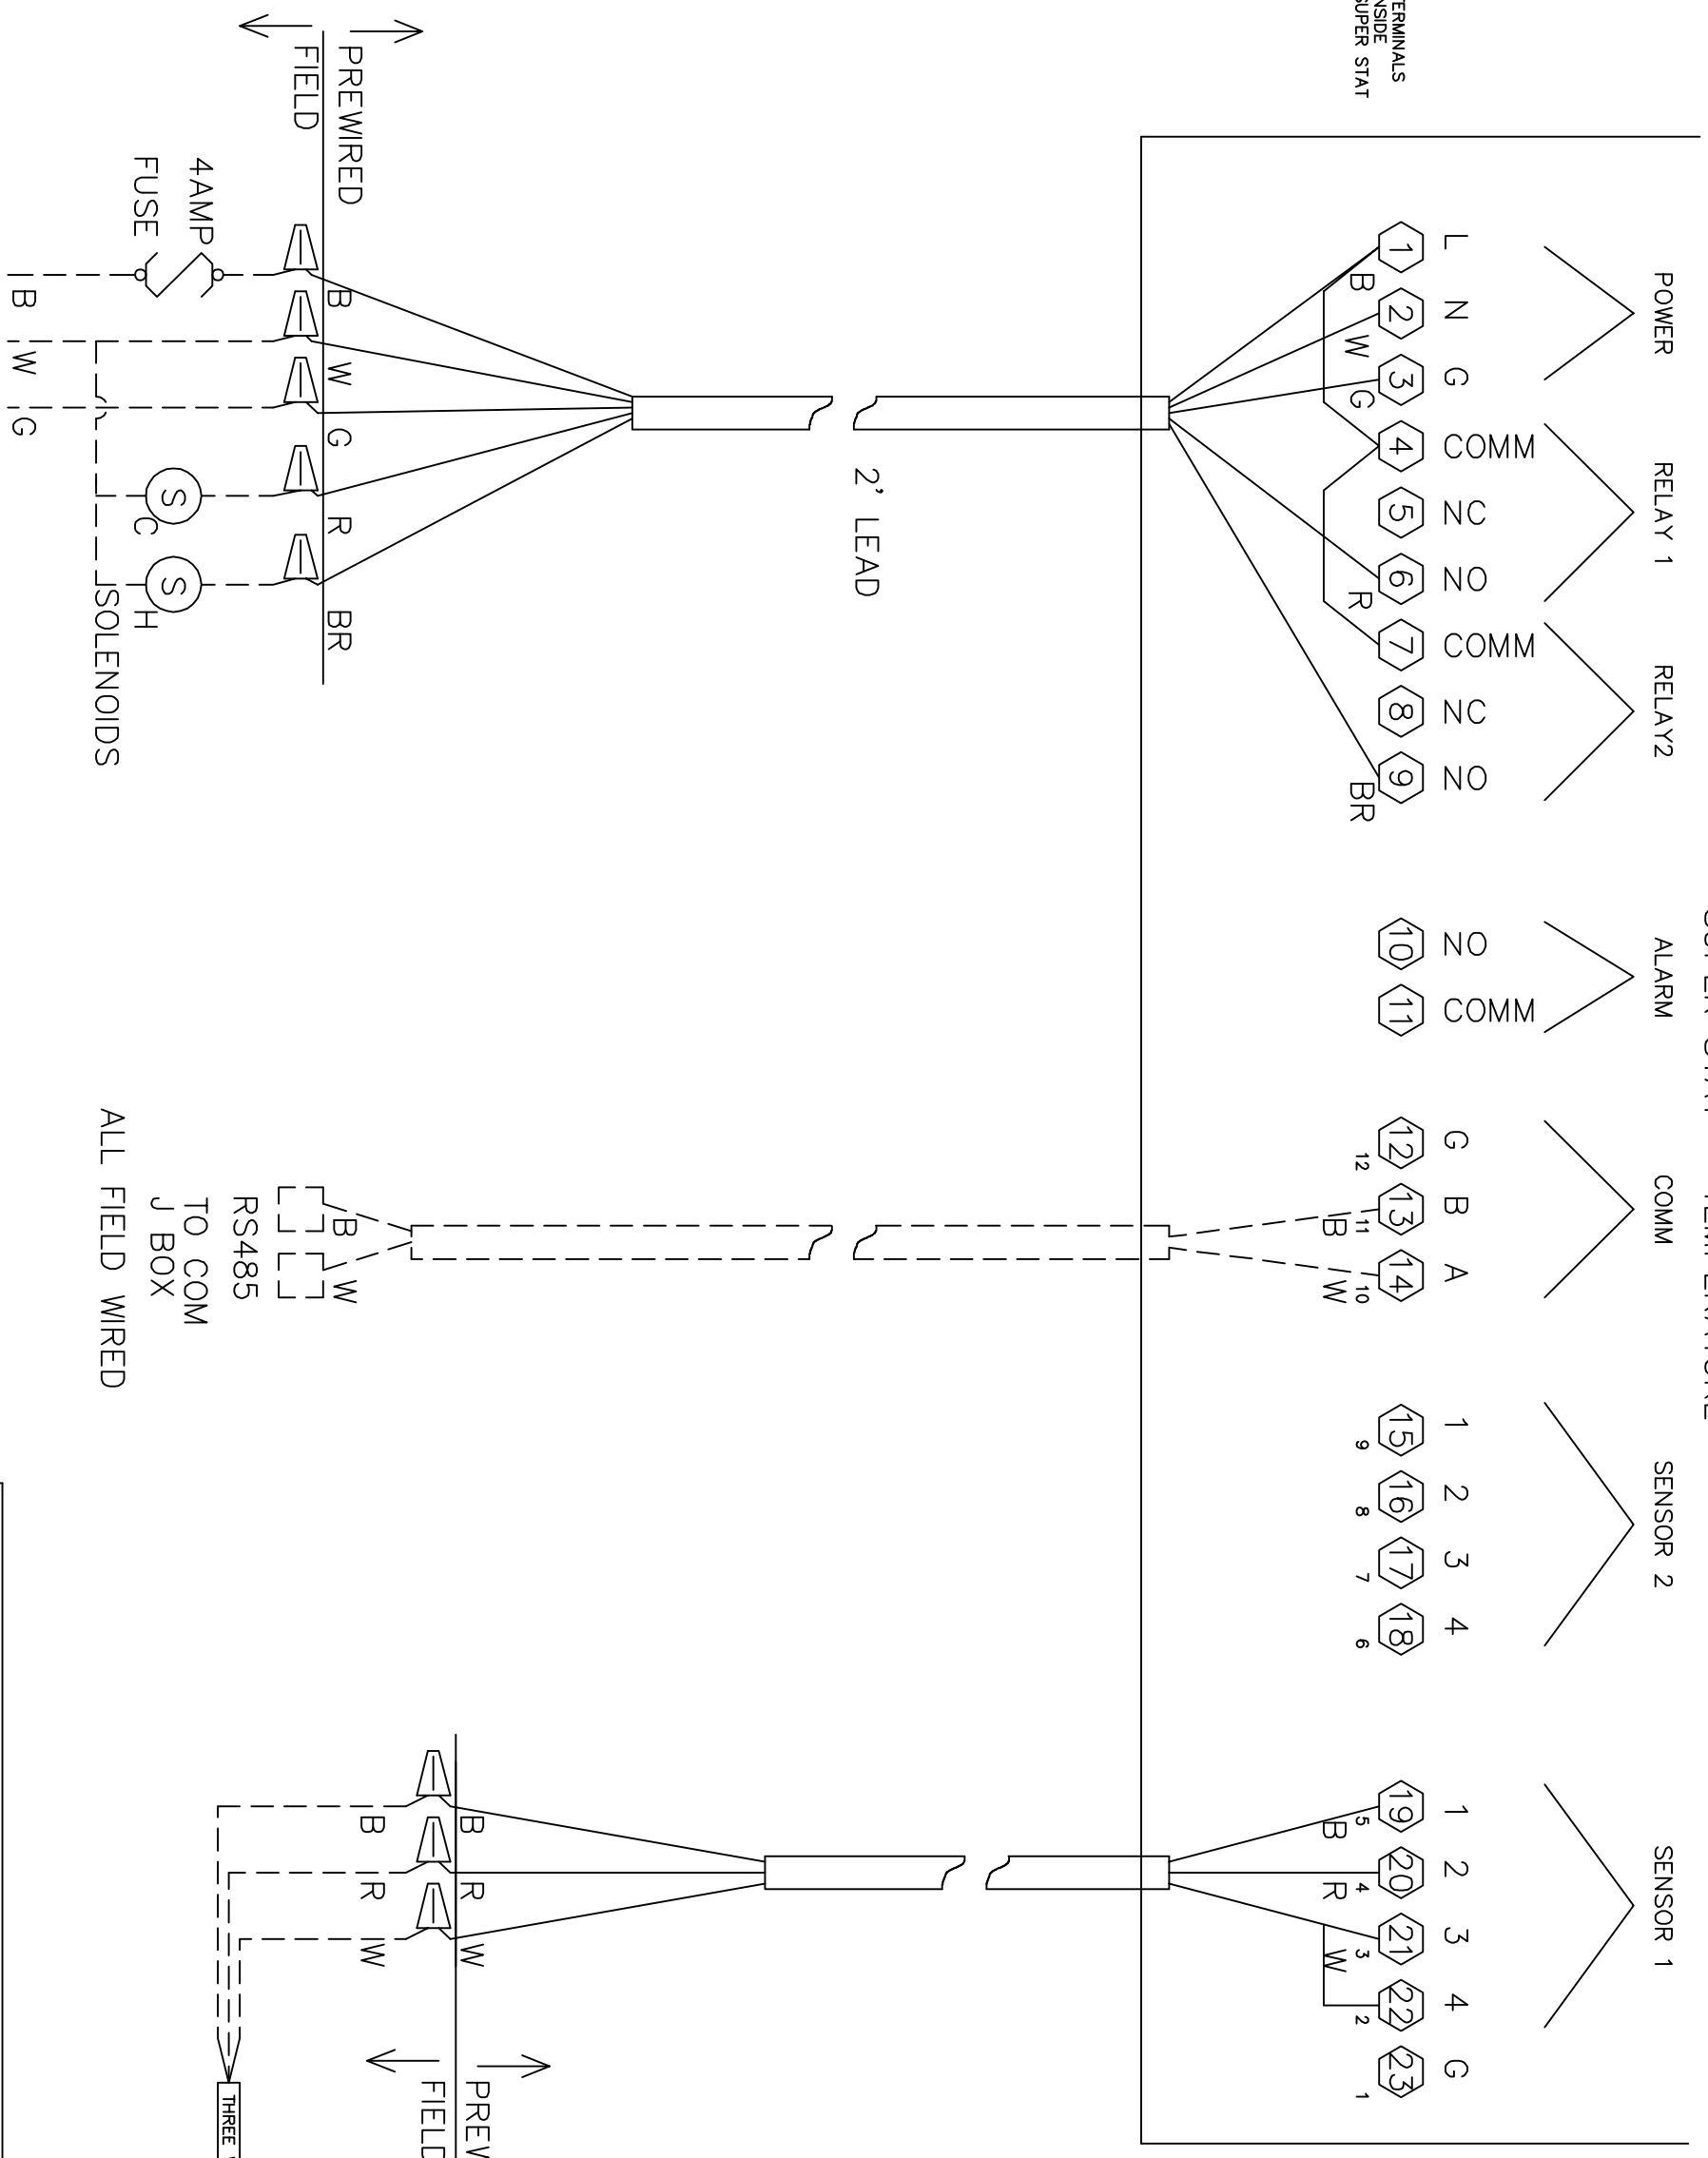 POWER
RELAY 1
RELAY2
ALARM
COMM
SENSOR 2
SENSOR 1
L
N
G
COMM
NC
NO
COMM
NC
NO
NO
COMM
G
B
A
1
2
3
4
1
2
3
4
G
1
2
3
4
5
6
7
8
9
10
11
12
13
14
15
16
17
18
19
20
21
22
23
TERMINALS
INSIDE
SUPER STAT
B
W
G
R
BR
12
11
10
9
8
7
6
5
4
3
2
1
B
W
B
R
W
2' LEAD
PREWIRED
FIELD
B
W
G
R
BR
4AMP
FUSE
S
C
S
H
SOLENOIDS
B
W
G
B
W
RS485
TO COM
J BOX
ALL FIELD WIRED
B
R
W
B
R
W
FIELD
THREE